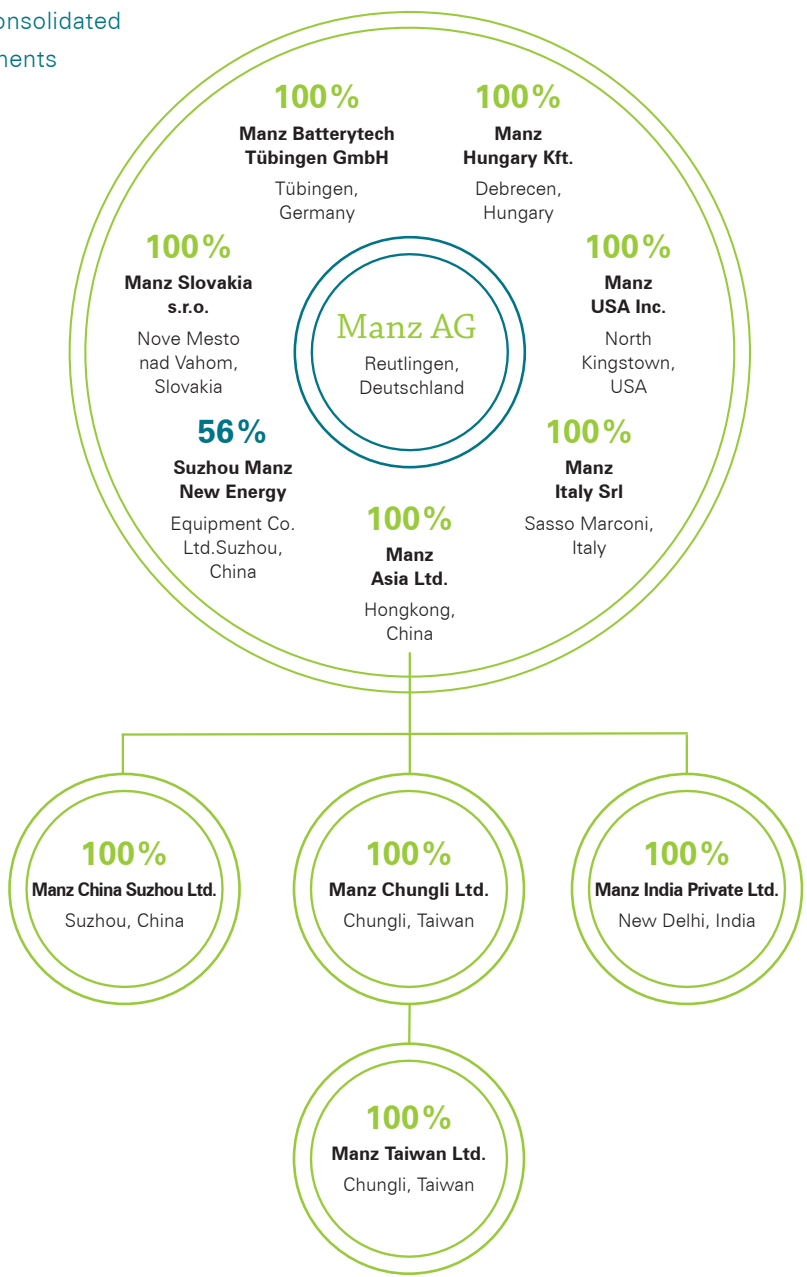 onsolidated
nents
100%
Manz Batterytech
Tübingen GmbH
Tübingen,
Germany
100%
Manz
Hungary Kft.
Debrecen,
Hungary
100%
Manz Slovakia
s.r.o.
Nove Mesto
nad Vahom,
Slovakia
Manz AG
Reutlingen,
Deutschland
100%
Manz
USA Inc.
North
Kingstown,
USA
56%
Suzhou Manz
New Energy
Equipment Co.
Ltd.Suzhou,
China
100%
Manz
Asia Ltd.
Hongkong,
China
100%
Manz
Italy Srl
Sasso Marconi,
Italy
100%
Manz China Suzhou Ltd.
Suzhou, China
100%
Manz Chungli Ltd.
Chungli, Taiwan
100%
Manz India Private Ltd.
New Delhi, India
100%
Manz Taiwan Ltd.
Chungli, Taiwan